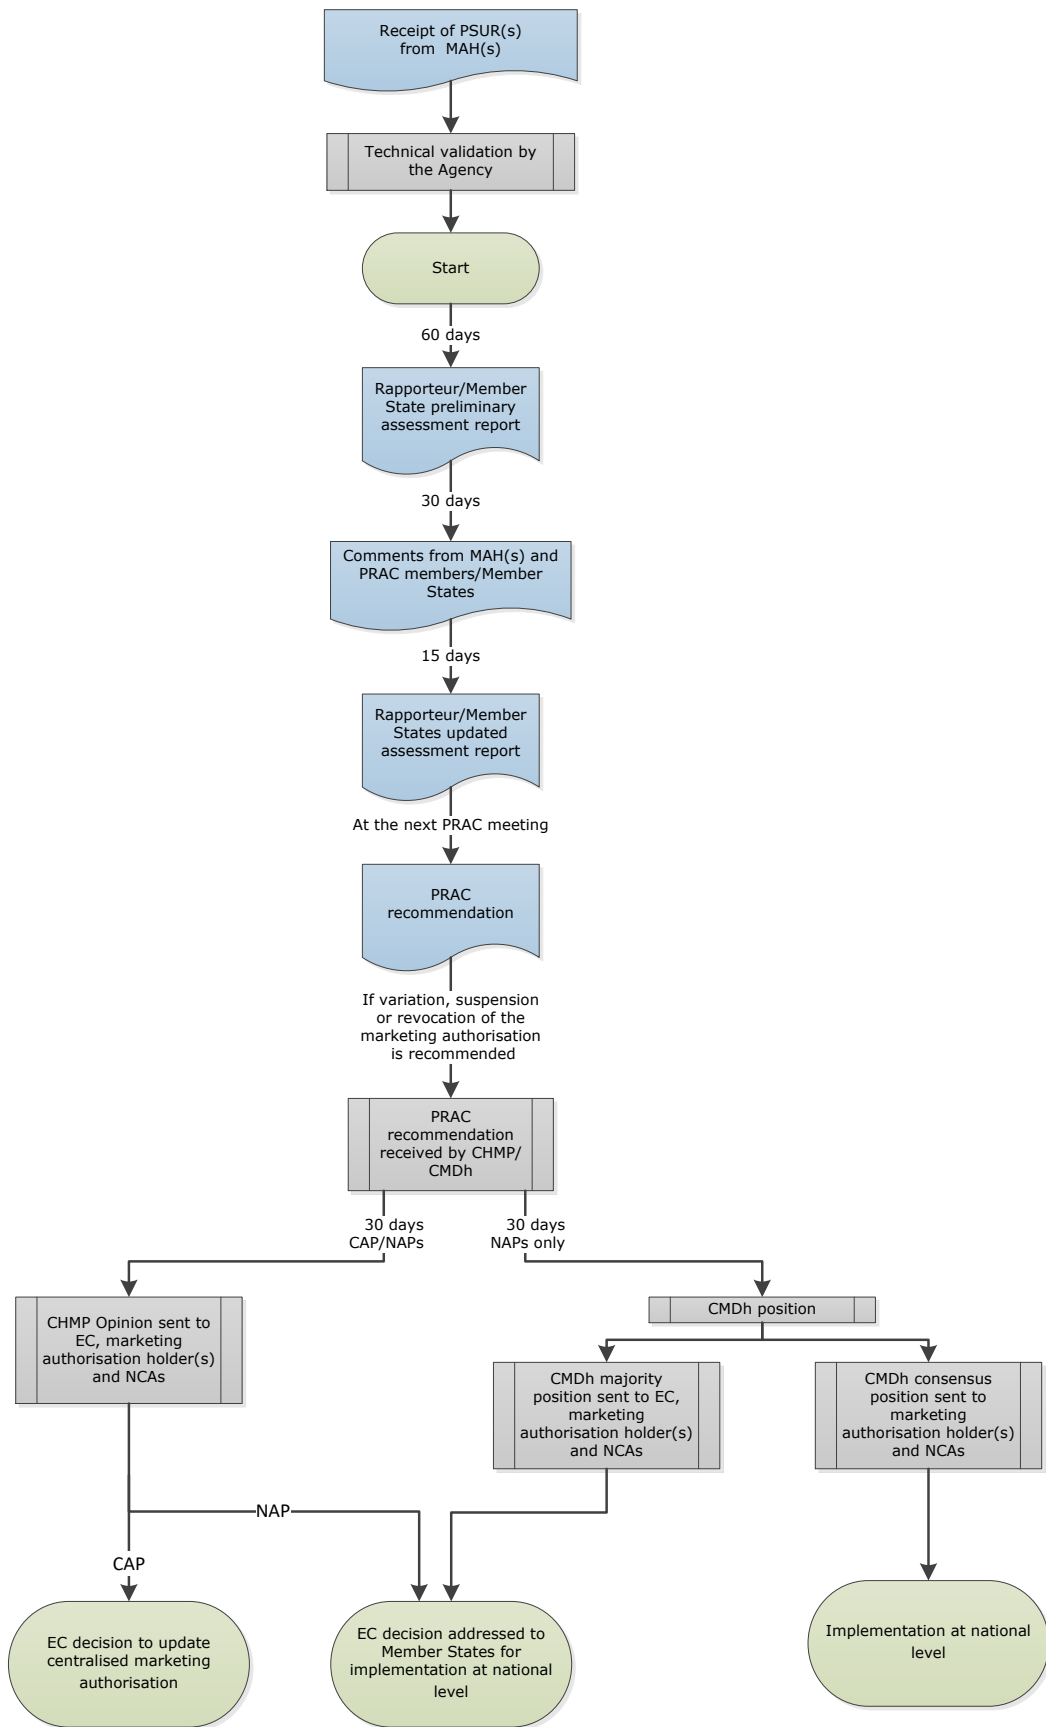 Receipt of PSUR(s)
from MAH(s)
Technical validation by
the Agency
Start
60 days
Rapporteur/Member
State preliminary
assessment report
30 days
Comments from MAH(s) and
PRAC members/Member
States
15 days
Rapporteur/Member
States updated
assessment report
At the next PRAC meeting
PRAC
recommendation
If variation, suspension
or revocation of the
marketing authorisation
is recommended
PRAC
recommendation
received by CHMP/
CMDh
30 days
CAP/NAPs
30 days
NAPs only
CHMP Opinion sent to
EC, marketing
authorisation holder(s)
and NCAs
CMDh position
CMDh majority
position sent to EC,
marketing
authorisation holder(s)
and NCAs
CMDh consensus
position sent to
marketing
authorisation holder(s)
and NCAs
NAP
CAP
EC decision to update
centralised marketing
authorisation
EC decision addressed to
Member States for
implementation at national
level
Implementation at national
level